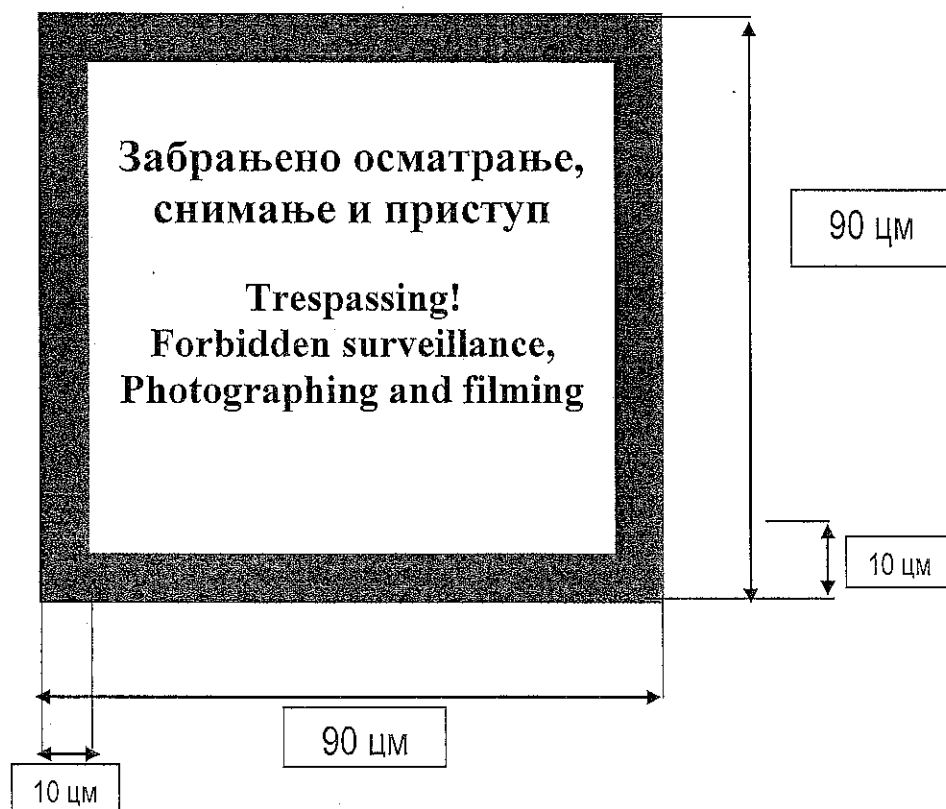 Забрањено осматрање,
снимање и приступ
Trespassing!
Forbidden surveillance,
Photographing and filming
90 цм
10 цм
90 цм
10 цм